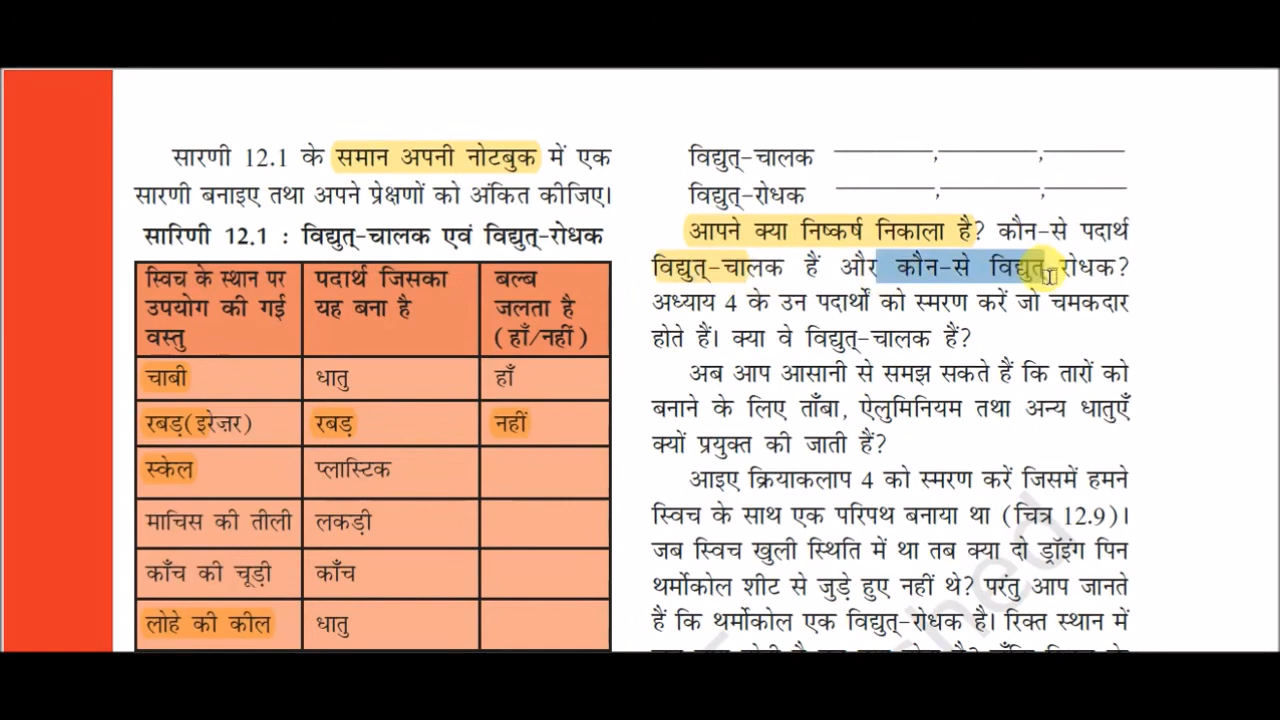 सारणी 12.1 के समान अपनी नोटबुक में एक
सारणी बनाइए तथा अपने प्रेक्षणों को अंकित कीजिए।
सारिणी 12.1 : विद्युत्-चालक एवं विद्युत्-रोधक
स्विच के स्थान पर उपयोग की गई वस्तु
पदार्थ जिसका यह बना है
बल्ब जलता है (हाँ/नहीं)
चाबी धातु हाँ
रबड़(इरेज़र) रबड़ नहीं
स्केल प्लास्टिक
माचिस की तीली लकड़ी
काँच की चूड़ी काँच
लोहे की कील धातु
विद्युत्-चालक ————, ————, ————
विद्युत्-रोधक ————, ————, ————
आपने क्या निष्कर्ष निकाला है? कौन-से पदार्थ
विद्युत्-चालक हैं और कौन-से विद्युत्-रोधक?
अध्याय 4 के उन पदार्थों को स्मरण करें जो चमकदार
होते हैं। क्या वे विद्युत्-चालक हैं?
अब आप आसानी से समझ सकते हैं कि तारों को
बनाने के लिए ताँबा, ऐलुमिनियम तथा अन्य धातुएँ
क्यों प्रयुक्त की जाती हैं?
आइए क्रियाकलाप 4 को स्मरण करें जिसमें हमने
स्विच के साथ एक परिपथ बनाया था (चित्र 12.9)।
जब स्विच खुली स्थिति में था तब क्या दो ड्रॉइंग पिन
थर्मोकोल शीट से जुड़े हुए नहीं थे? परंतु आप जानते
हैं कि थर्मोकोल एक विद्युत्-रोधक है। रिक्त स्थान में